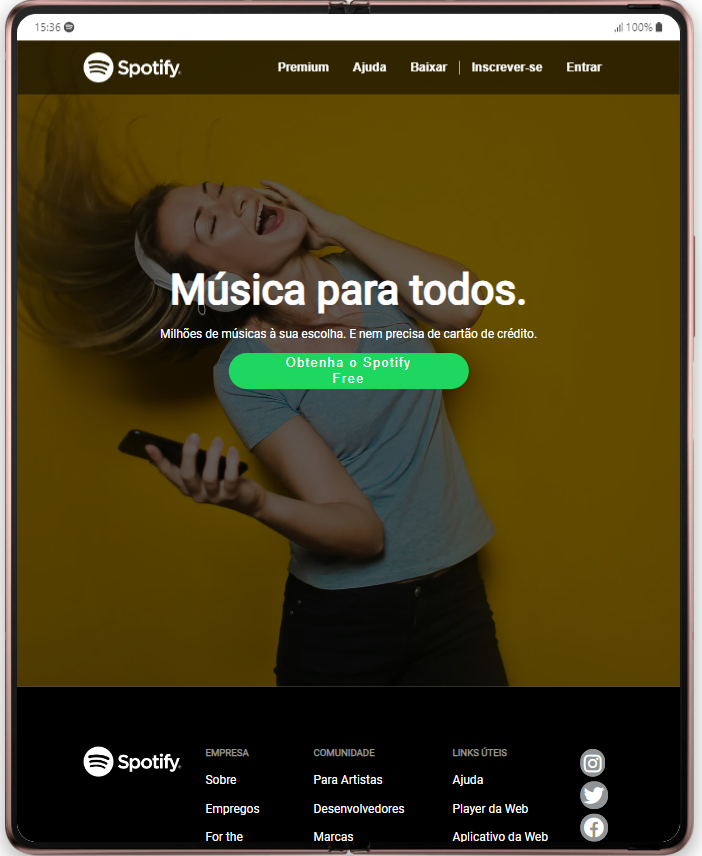 15:36
100%
Spotify
Premium Ajuda Baixar Inscrever-se Entrar
Música para todos.
Milhões de músicas à sua escolha. E nem precisa de cartão de crédito.
Obtenha o Spotify
Free
Spotify
EMPRESA COMUNIDADE LINKS ÚTEIS
Sobre Para Artistas Ajuda
Empregos Desenvolvedores Player da Web
For the Marcas Aplicativo da Web